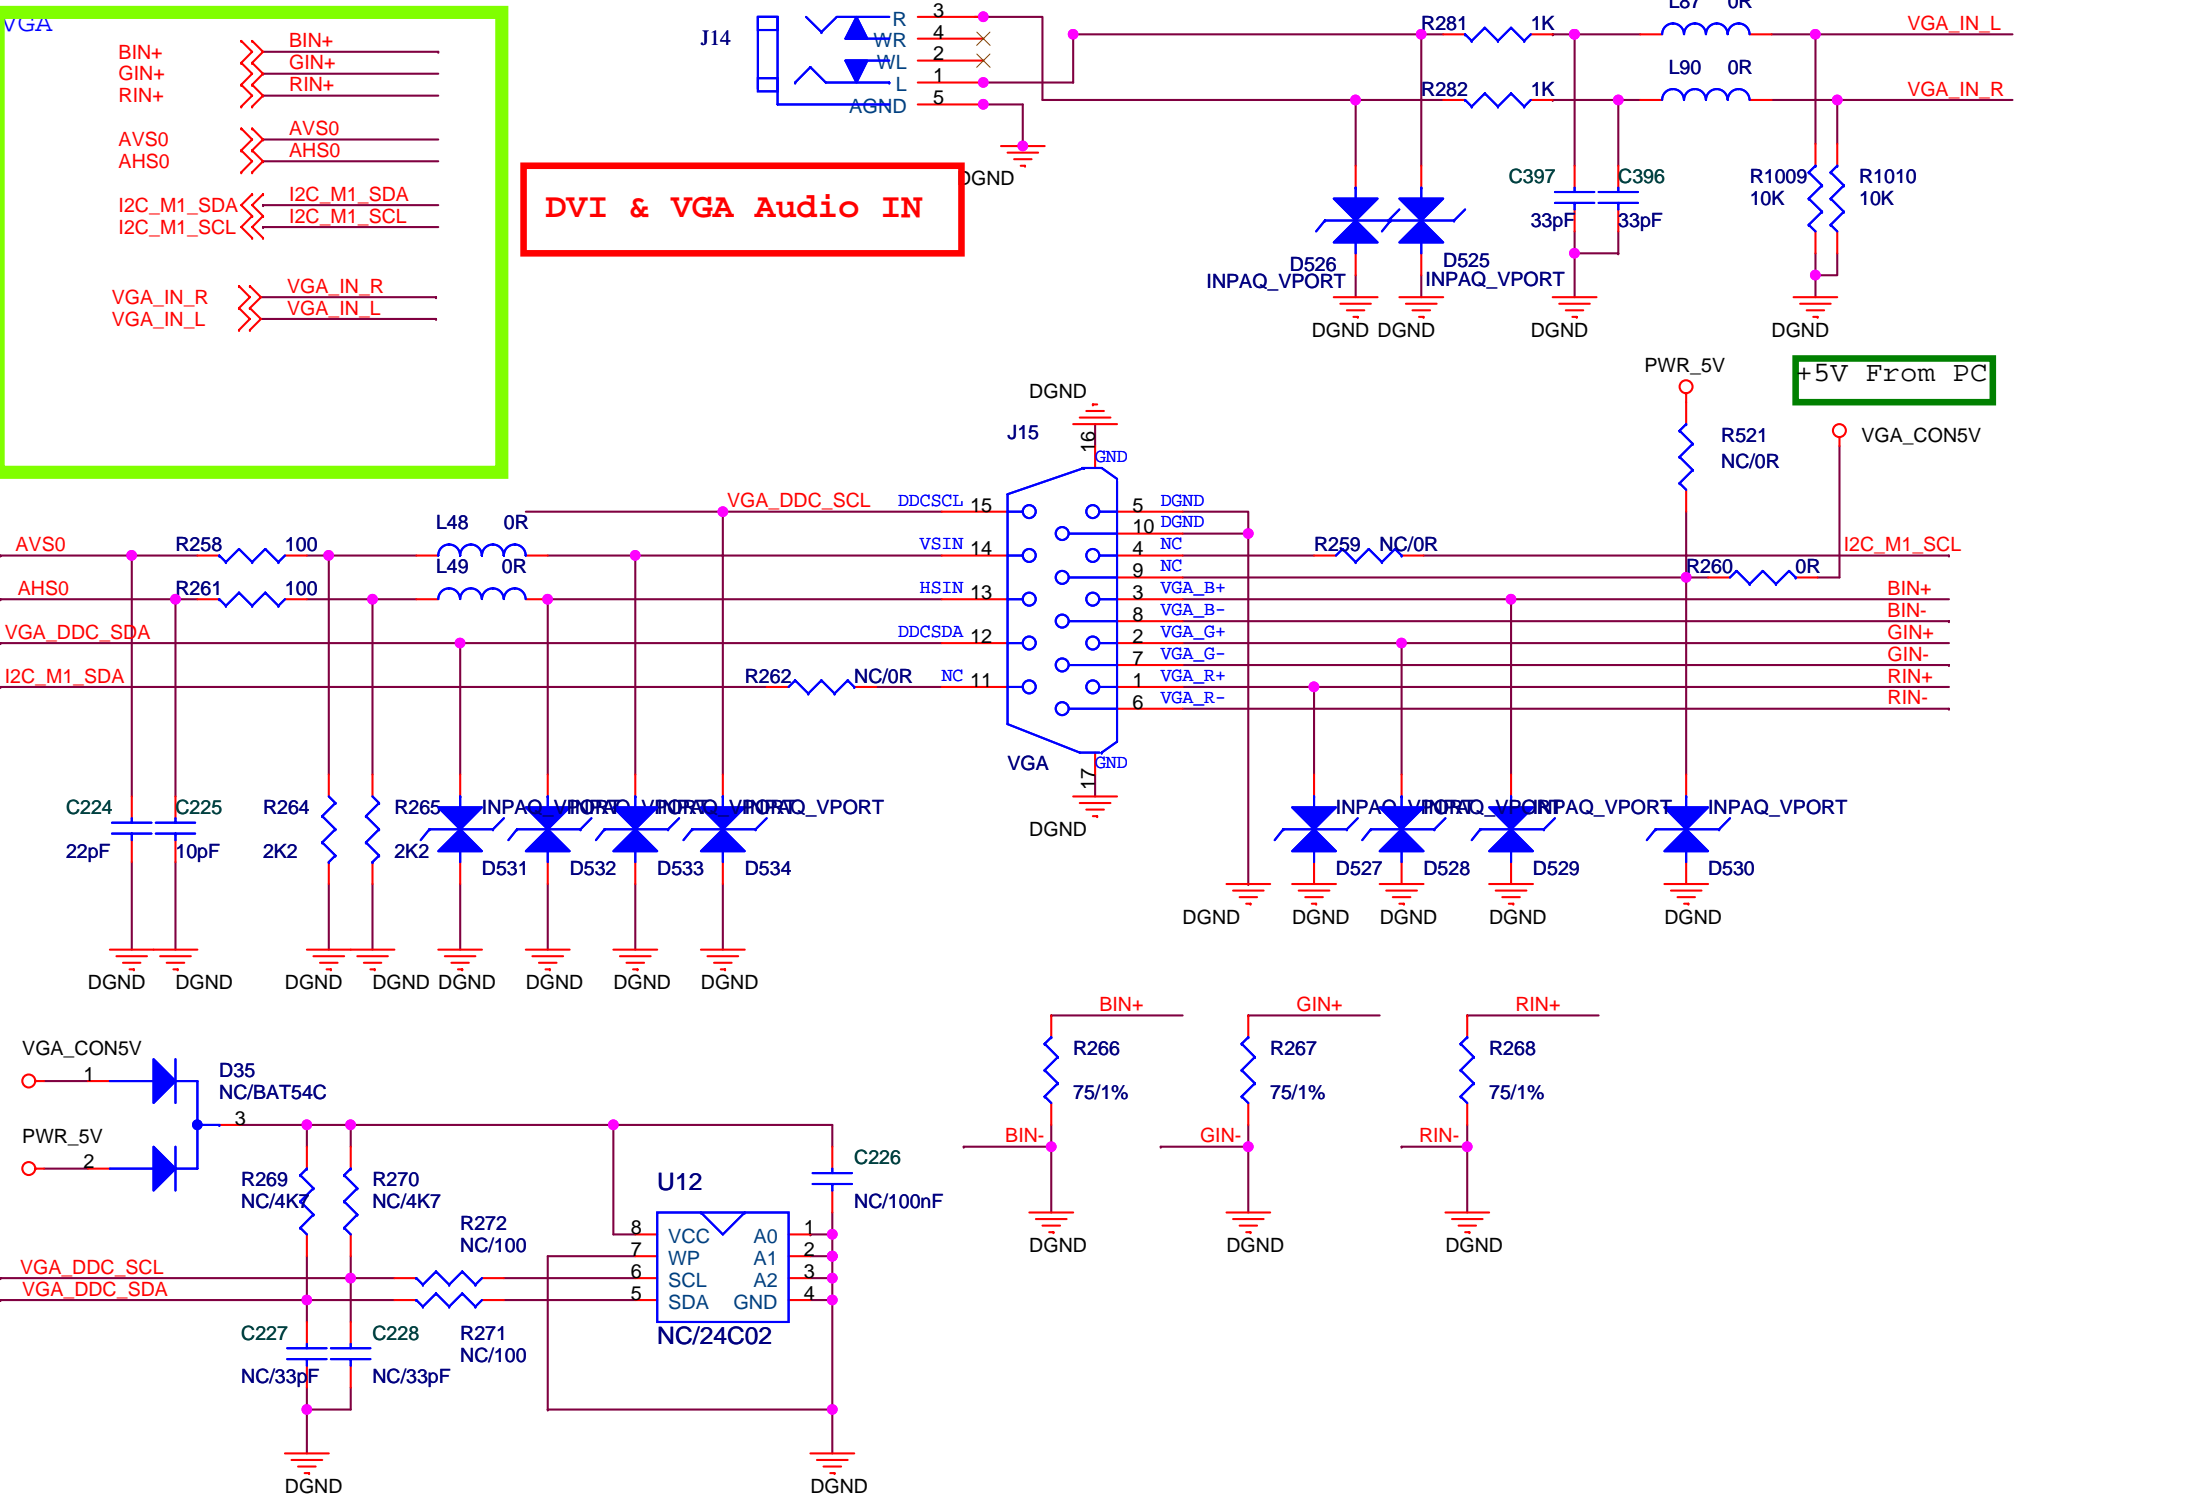 VGA
BIN+ BIN+
GIN+ GIN+
RIN+ RIN+
AVS0 AVS0
AHS0 AHS0
I2C_M1_SDA I2C_M1_SDA
I2C_M1_SCL I2C_M1_SCL
VGA_IN_R VGA_IN_R
VGA_IN_L VGA_IN_L
J14
R 3
WR 4
WL 2
L 1
AGND 5
DGND
DVI & VGA Audio IN
R281 1K L87 0R VGA_IN_L
R282 1K L90 0R VGA_IN_R
D526
INPAQ_VPORT
D525
INPAQ_VPORT
C397
33pF
C396
33pF
R1009
10K
R1010
10K
DGND DGND DGND DGND
PWR_5V
+5V From PC
R521
NC/0R
VGA_CON5V
DGND
J15
16
GND
VGA_DDC_SCL DDCSCL 15
AVS0 R258 100 L48 0R VSIN 14
AHS0 R261 100 L49 0R HSIN 13
VGA_DDC_SDA DDCSDA 12
I2C_M1_SDA R262 NC/0R NC 11
5 DGND
10 DGND
4 NC R259 NC/0R I2C_M1_SCL
9 NC R260 0R
3 VGA_B+ BIN+
8 VGA_B- BIN-
2 VGA_G+ GIN+
7 VGA_G- GIN-
1 VGA_R+ RIN+
6 VGA_R- RIN-
VGA
17
GND
DGND
C224
22pF
C225
10pF
R264
2K2
R265
2K2
INPAQ_VPORT INPAQ_VPORT INPAQ_VPORT INPAQ_VPORT
D531 D532 D533 D534
INPAQ_VPORT INPAQ_VPORT INPAQ_VPORT INPAQ_VPORT
D527 D528 D529 D530
DGND DGND DGND DGND DGND
DGND DGND DGND DGND DGND DGND DGND DGND
VGA_CON5V
1
D35
NC/BAT54C
3
PWR_5V
2
R269
NC/4K7
R270
NC/4K7
R272
NC/100
VGA_DDC_SCL
VGA_DDC_SDA
C227
NC/33pF
C228
NC/33pF
R271
NC/100
DGND
U12
8 VCC A0 1
7 WP A1 2
6 SCL A2 3
5 SDA GND 4
NC/24C02
C226
NC/100nF
DGND
BIN+
R266
75/1%
BIN-
DGND
GIN+
R267
75/1%
GIN-
DGND
RIN+
R268
75/1%
RIN-
DGND